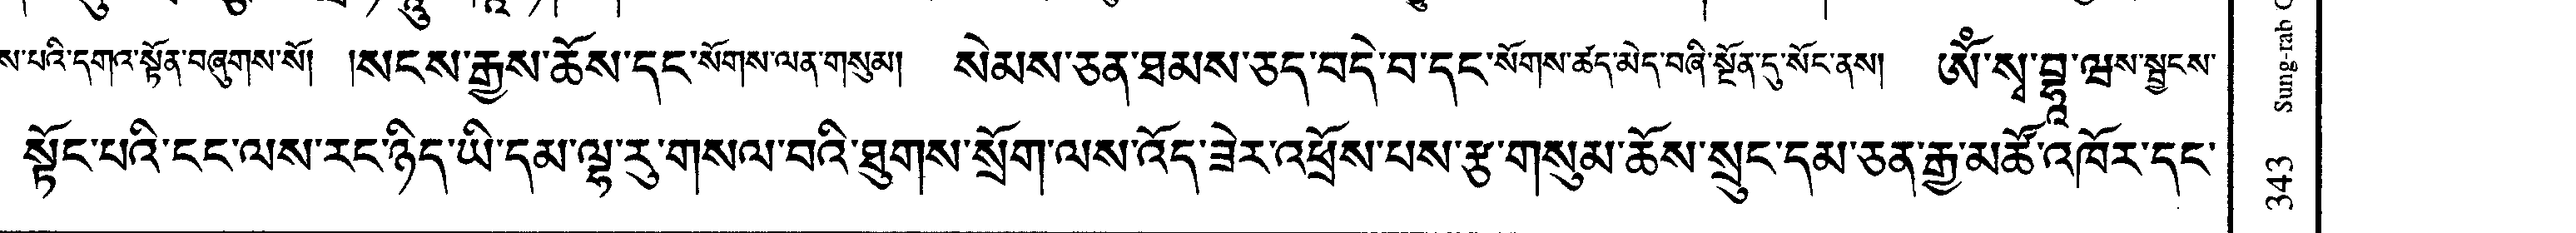 ས་པའི་དགའ་སྟོན་བཞུགས་སོ། །སངས་རྒྱས་ཆོས་དང་སོགས་ལན་གསུམ། སེམས་ཅན་ཐམས་ཅད་བདེ་བ་དང་སོགས་ཚད་མེད་བཞི་སྔོན་དུ་སོང་ནས། ༀ་སྭ་བྷཱ་ཝས་སྦྱངས་
སྟོང་པའི་ངང་ལས་རང་ཉིད་ཡི་དམ་ལྷ་རུ་གསལ་བའི་ཐུགས་སྲོག་ལས་འོད་ཟེར་འཕྲོས་པས་རྩ་གསུམ་ཆོས་སྲུང་དམ་ཅན་རྒྱ་མཚོ་འཁོར་དང་
Sung-rab
343